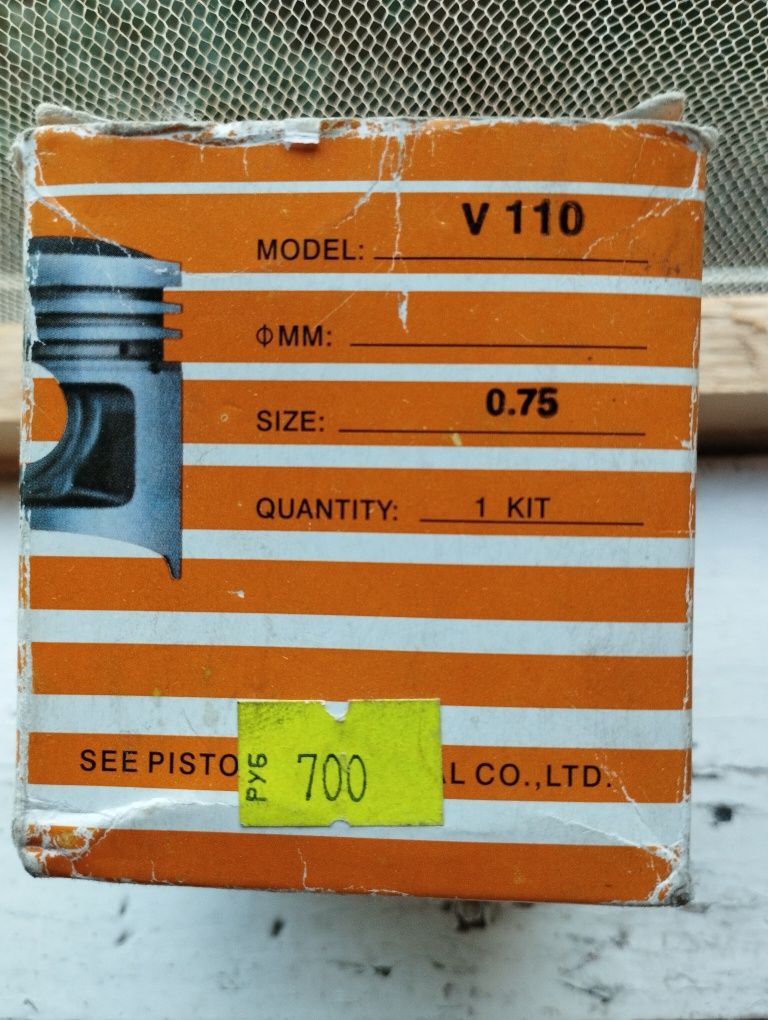 MODEL: V 110
ΦMM:
SIZE: 0.75
QUANTITY: 1 KIT
SEE PISTO AL CO.,LTD.
РУБ 700